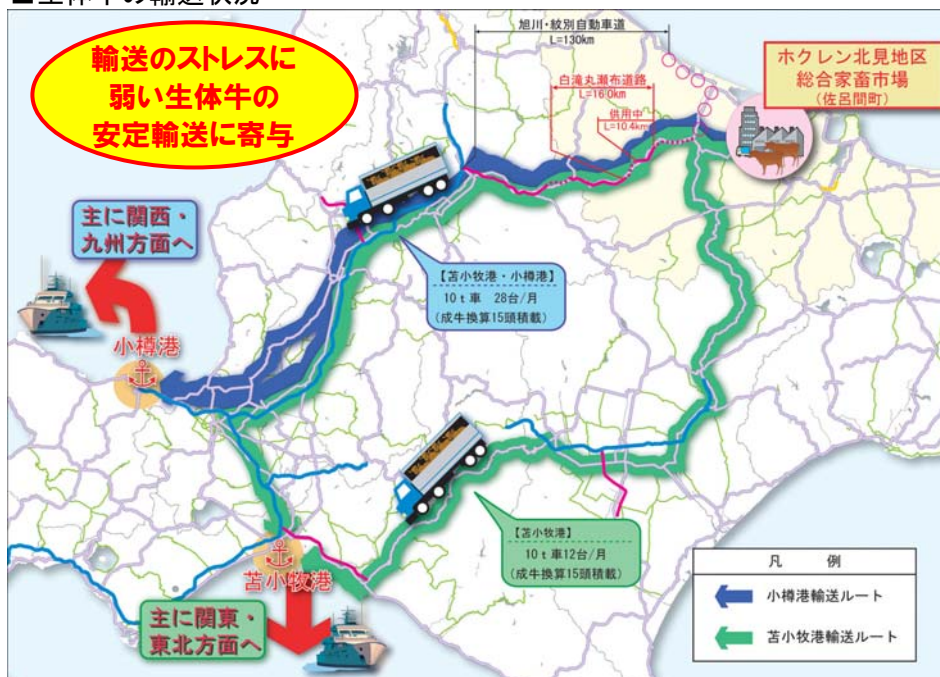 ■生体牛の輸送状況
輸送のストレスに
弱い生体牛の
安定輸送に寄与
旭川・紋別自動車道
L=130km
白滝丸瀬布道路
L=16.0km
供用中
L=10.4km
ホクレン北見地区
総合家畜市場
(佐呂間町)
主に関西・
九州方面へ
小樽港
【苫小牧港・小樽港】
10t車 28台/月
(成牛換算15頭積載)
【苫小牧港】
10t車12台/月
(成牛換算15頭積載)
苫小牧港
主に関東・
東北方面へ
凡 例
小樽港輸送ルート
苫小牧港輸送ルート